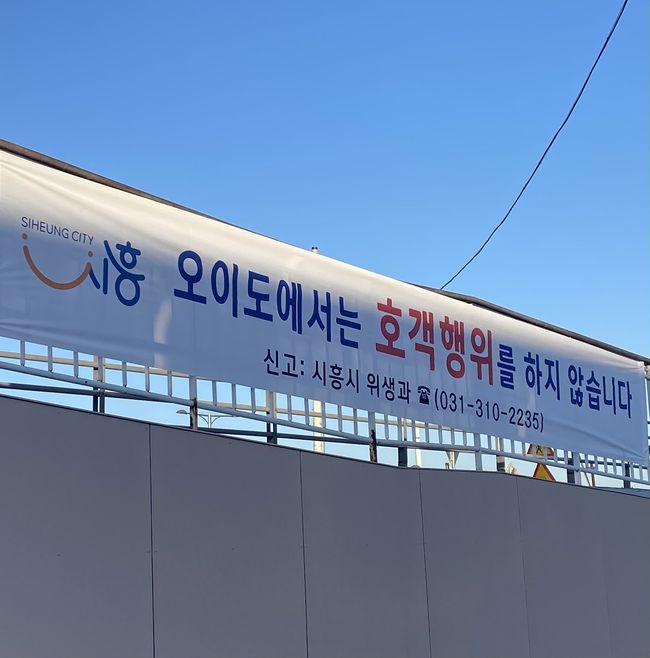 SIHEUNG CITY
시흥
오이도에서는 호객행위를 하지 않습니다
신고: 시흥시 위생과 ☎(031-310-2235)